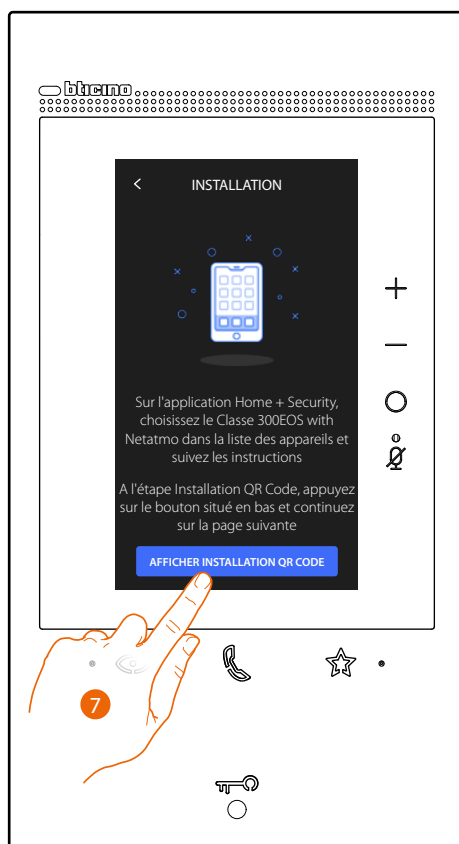 bticino
INSTALLATION
Sur l'application Home + Security,
choisissez le Classe 300EOS with
Netatmo dans la liste des appareils et
suivez les instructions
A l'étape Installation QR Code, appuyez
sur le bouton situé en bas et continuez
sur la page suivante
AFFICHER INSTALLATION QR CODE
7